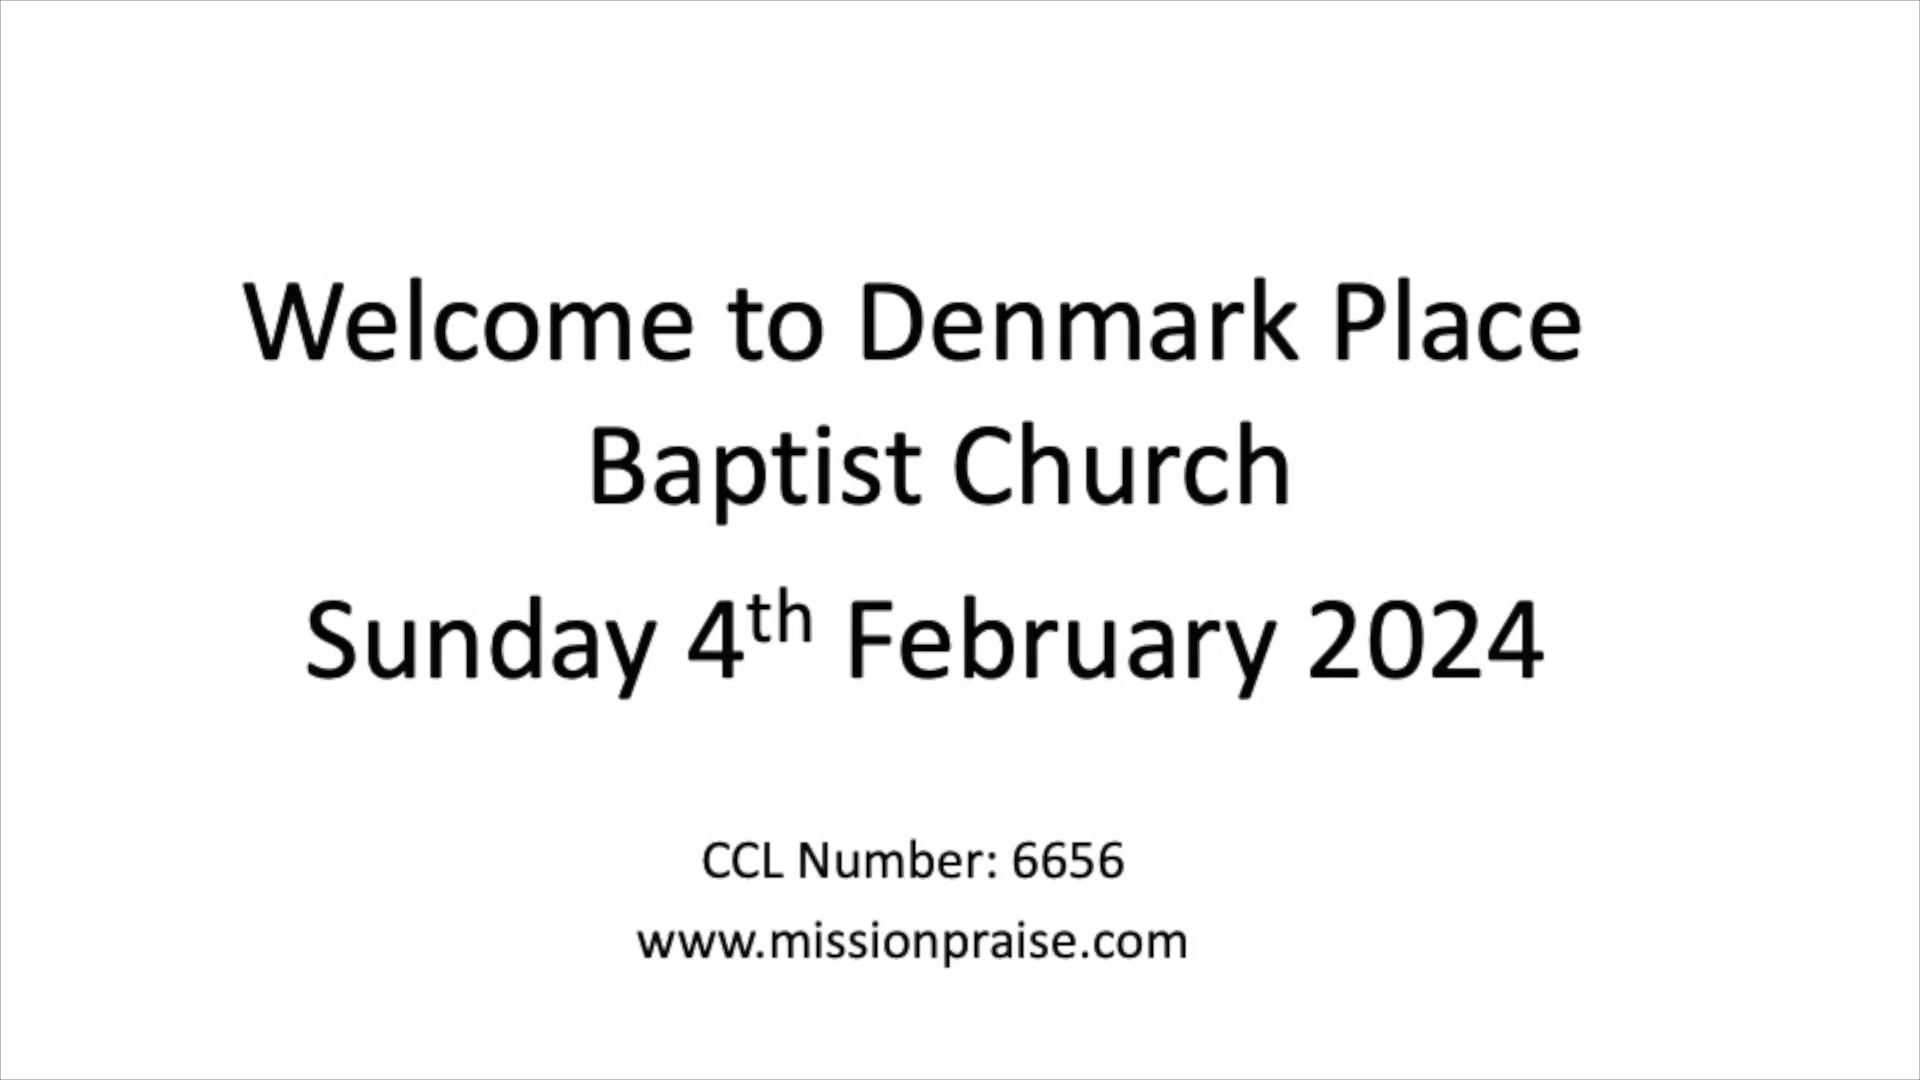 Welcome to Denmark Place
Baptist Church
Sunday 4th February 2024
CCL Number: 6656
www.missionpraise.com